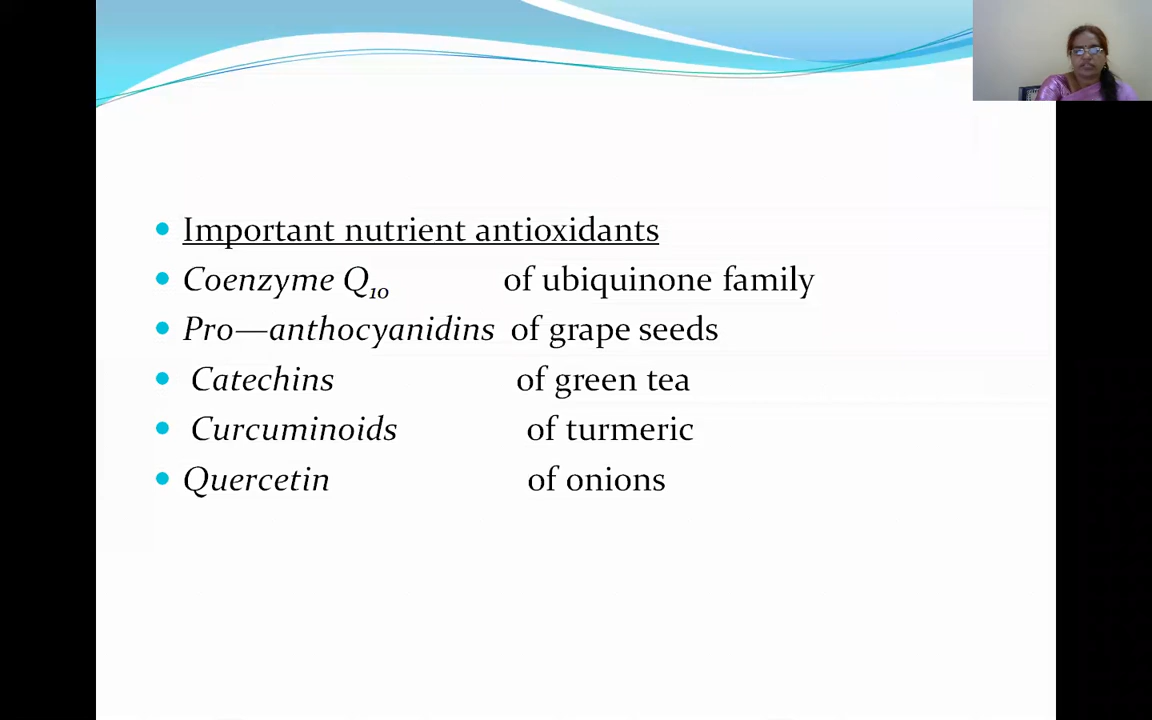 Important nutrient antioxidants
Coenzyme Q10 of ubiquinone family
Pro—anthocyanidins of grape seeds
Catechins of green tea
Curcuminoids of turmeric
Quercetin of onions